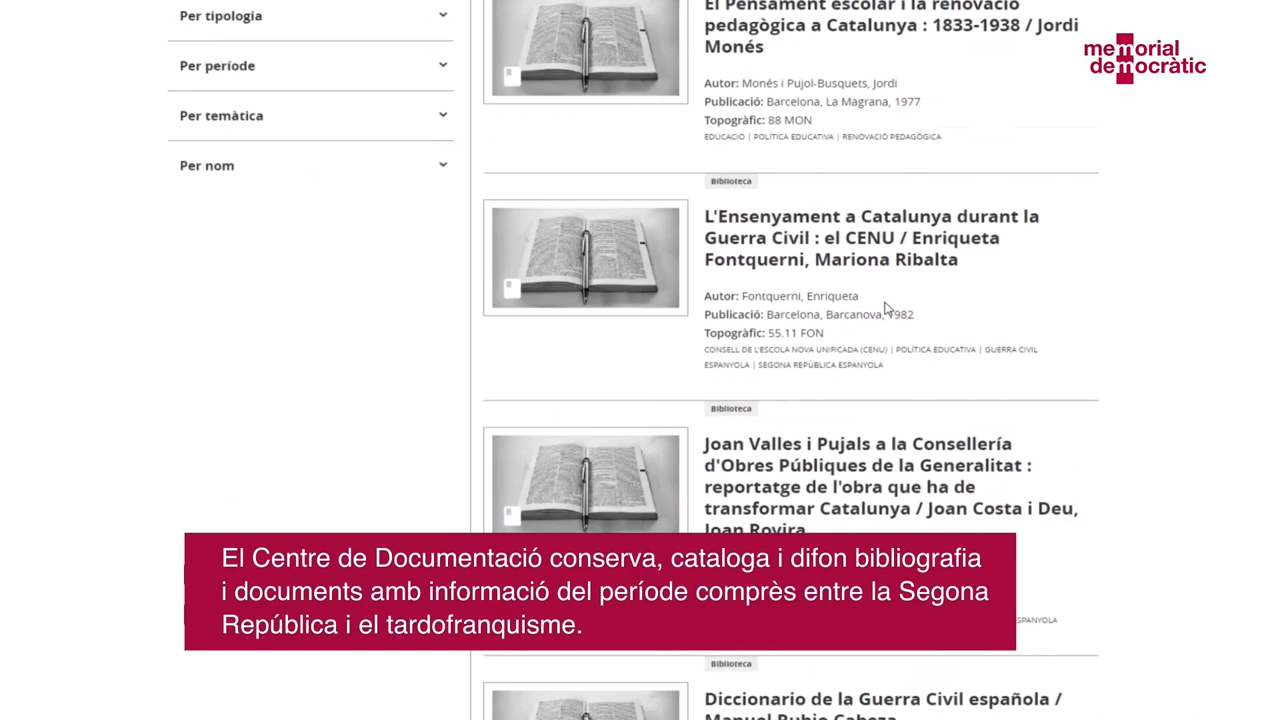 Per tipologia
Per període
Per temàtica
Per nom
El Pensament escolar i la renovació
pedagògica a Catalunya : 1833-1938 / Jordi
Monés
Autor: Monés i Pujol-Busquets, Jordi
Publicació: Barcelona, La Magrana, 1977
Topogràfic: 88 MON
EDUCACIÓ | POLÍTICA EDUCATIVA | RENOVACIÓ PEDAGÒGICA
memorial
democràtic
Biblioteca
L'Ensenyament a Catalunya durant la
Guerra Civil : el CENU / Enriqueta
Fontquerni, Mariona Ribalta
Autor: Fontquerni, Enriqueta
Publicació: Barcelona, Barcanova, 1982
Topogràfic: 55.11 FON
CONSELL DE L'ESCOLA NOVA UNIFICADA (CENU) | POLÍTICA EDUCATIVA | GUERRA CIVIL
ESPANYOLA | SEGONA REPÚBLICA ESPANYOLA
Biblioteca
Joan Valles i Pujals a la Consellería
d'Obres Públiques de la Generalitat :
reportatge de l'obra que ha de
transformar Catalunya / Joan Costa i Deu,
Joan Rovira
El Centre de Documentació conserva, cataloga i difon bibliografia
i documents amb informació del període comprès entre la Segona
República i el tardofranquisme.
SPANYOLA
Biblioteca
Diccionario de la Guerra Civil española /
Manuel Rubio Cabeza